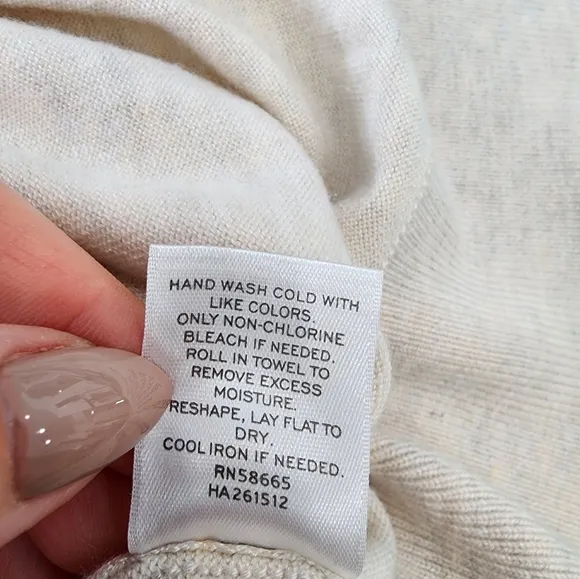 HAND WASH COLD WITH
LIKE COLORS.
ONLY NON-CHLORINE
BLEACH IF NEEDED.
ROLL IN TOWEL TO
REMOVE EXCESS
MOISTURE.
RESHAPE, LAY FLAT TO
DRY.
COOL IRON IF NEEDED.
RN58665
HA261512